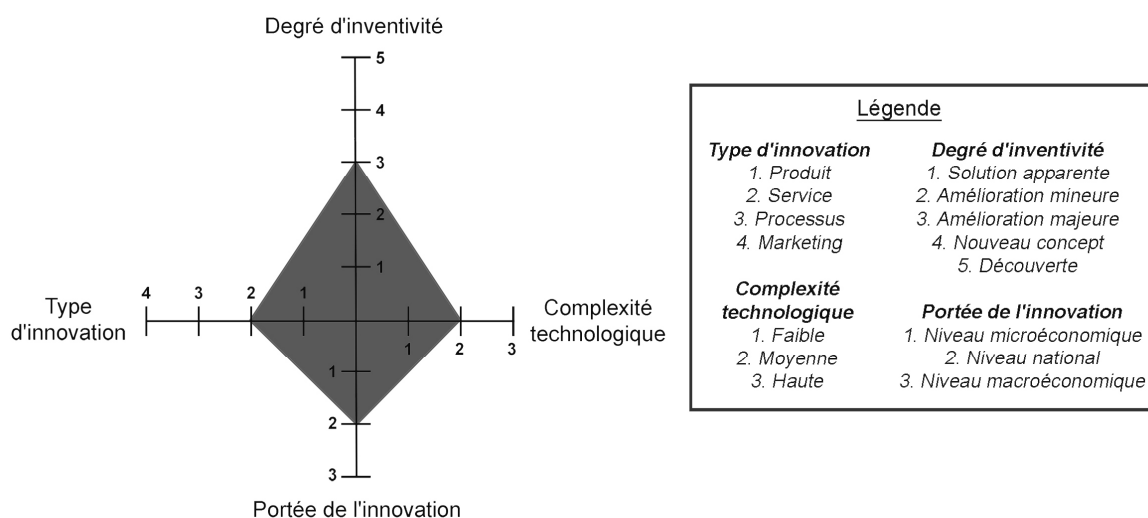 Degré d'inventivité
5
4
3
2
1
4 3 2 1
Type
d'innovation
1 2 3
Complexité
technologique
1
2
3
Portée de l'innovation
Légende
Type d'innovation
1. Produit
2. Service
3. Processus
4. Marketing
Degré d'inventivité
1. Solution apparente
2. Amélioration mineure
3. Amélioration majeure
4. Nouveau concept
5. Découverte
Complexité
technologique
1. Faible
2. Moyenne
3. Haute
Portée de l'innovation
1. Niveau microéconomique
2. Niveau national
3. Niveau macroéconomique